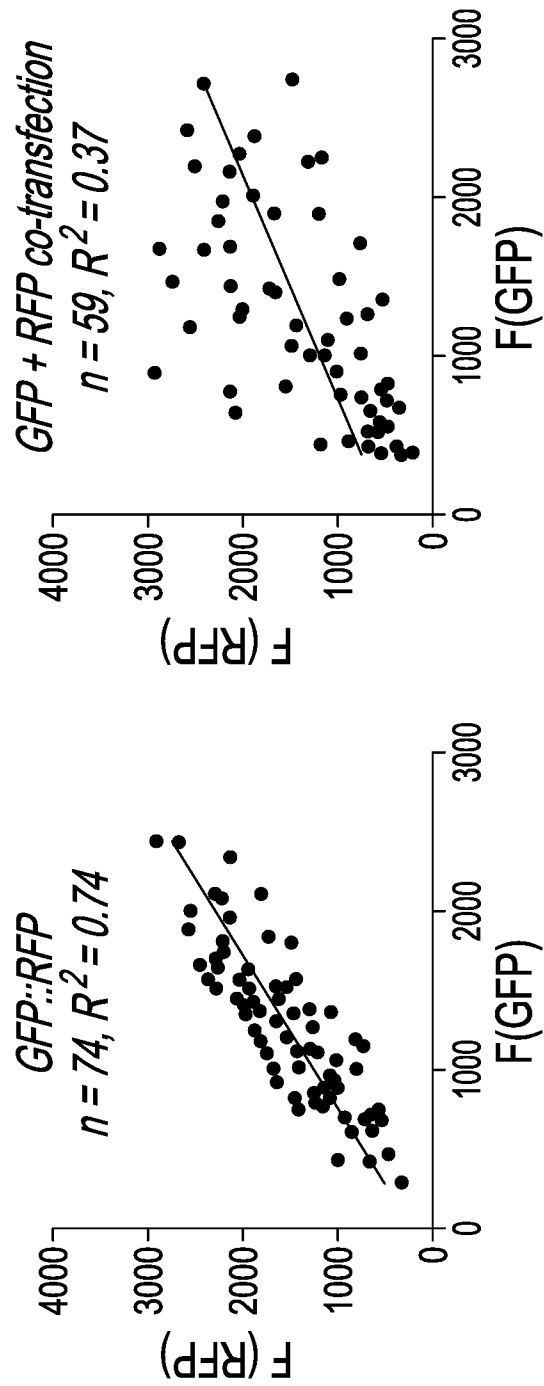 GFP::RFP
n = 74, R² = 0.74
F (RFP)
4000
3000
2000
1000
0
0
1000
2000
3000
F(GFP)
GFP + RFP co-transfection
n = 59, R² = 0.37
F (RFP)
4000
3000
2000
1000
0
0
1000
2000
3000
F(GFP)